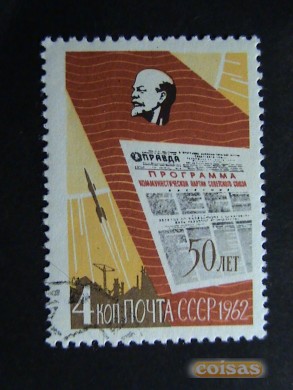 ПРАВДА
ПРОГРАММА
КОММУНИСТИЧЕСКОЙ ПАРТИИ СОВЕТСКОГО СОЮЗА
50 ЛЕТ
4 КОП. ПОЧТА СССР 1962
coisas